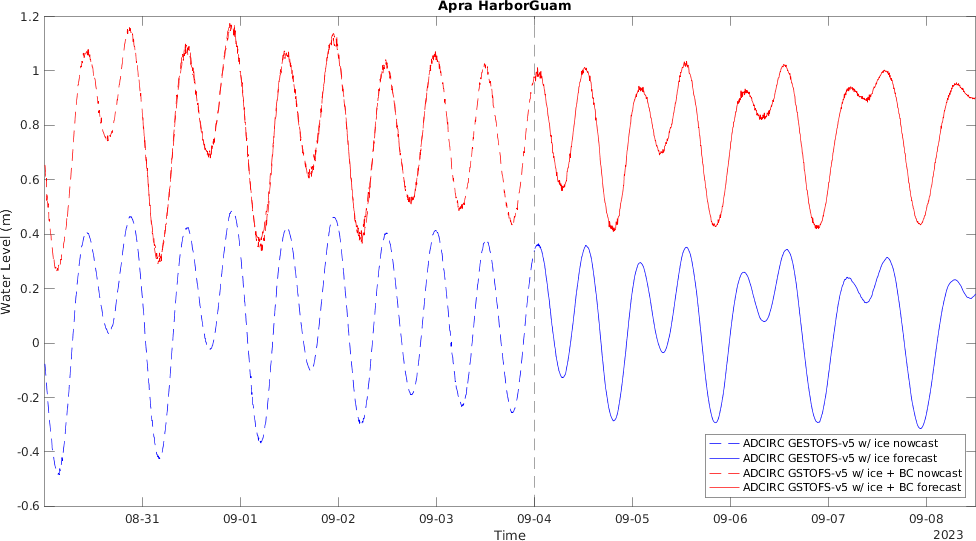 Apra HarborGuam
1.2
1
0.8
0.6
0.4
0.2
0
-0.2
-0.4
-0.6
Water Level (m)
08-31
09-01
09-02
09-03
09-04
09-05
09-06
09-07
09-08
Time
2023
ADCIRC GESTOFS-v5 w/ ice nowcast
ADCIRC GESTOFS-v5 w/ ice forecast
ADCIRC GSTOFS-v5 w/ ice + BC nowcast
ADCIRC GSTOFS-v5 w/ ice + BC forecast